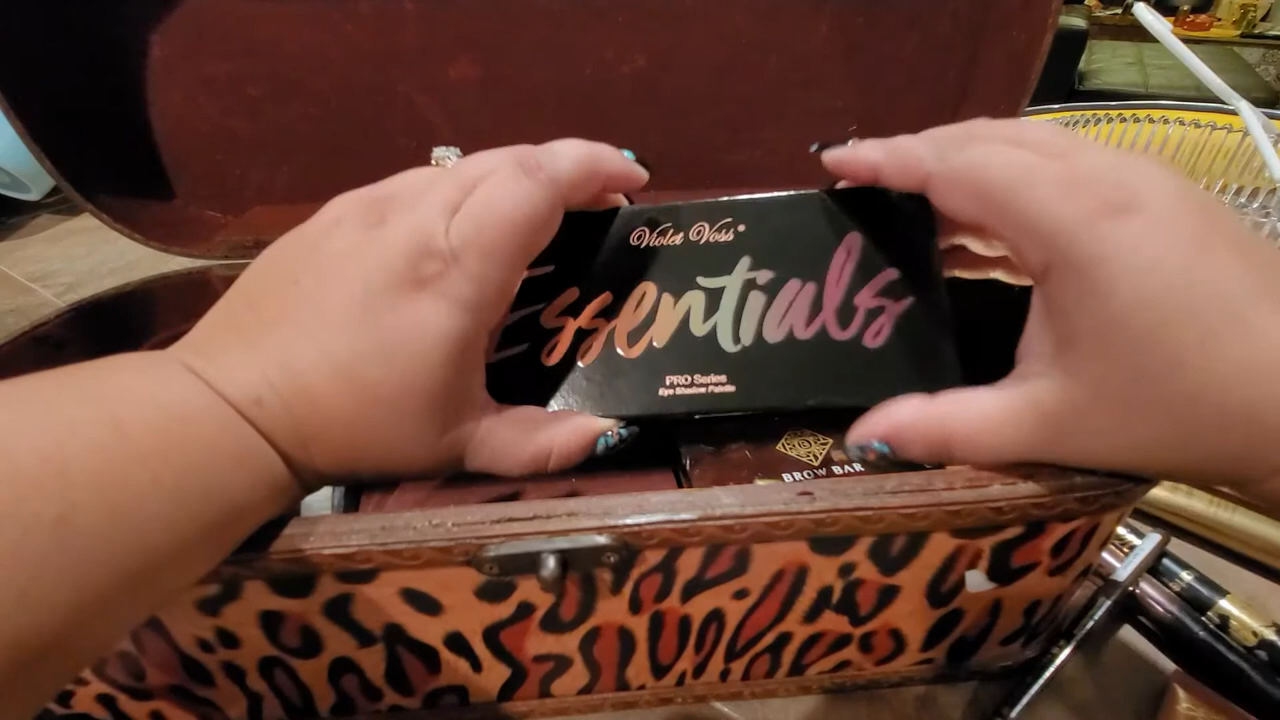 Violet Voss®
Essentials
PRO Series
Eye Shadow Palette
BROW BAR